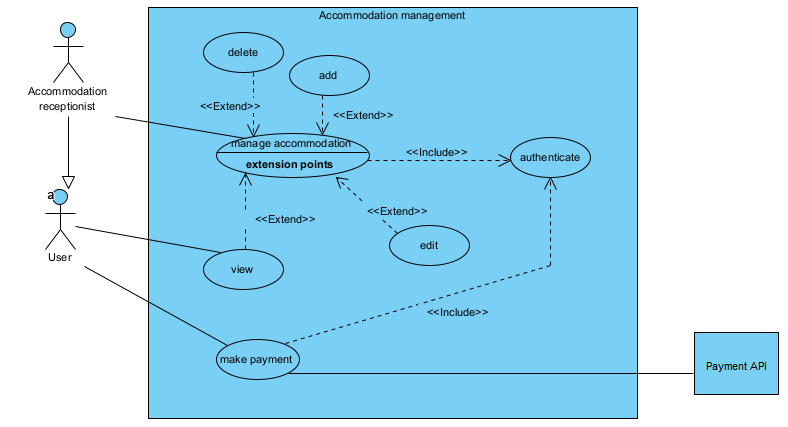 Accommodation management
delete
add
Accommodation
receptionist
<<Extend>>
<<Extend>>
manage accommodation
extension points
<<Include>>
authenticate
a
<<Extend>>
<<Extend>>
edit
User
view
<<Include>>
make payment
Payment API